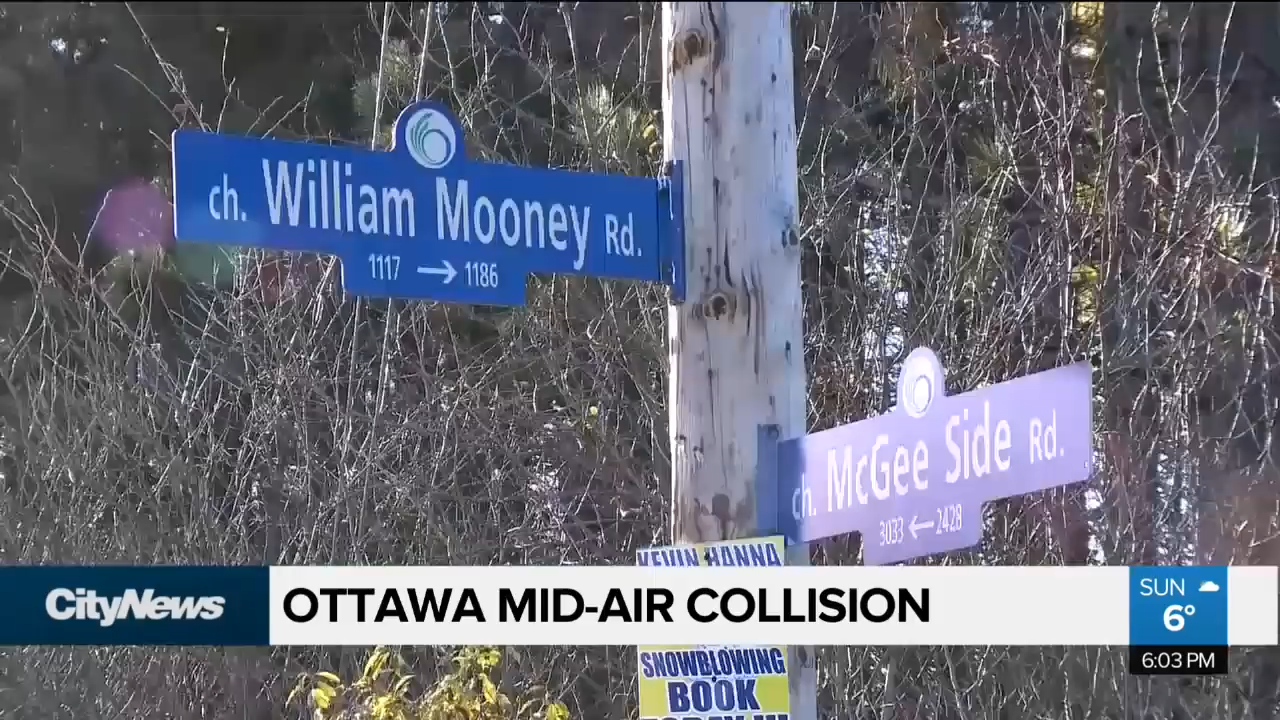 ch. William Mooney Rd.
1117 → 1186
ch. McGee Side Rd.
3033 ← 2428
KEVIN HANNA
CityNews
OTTAWA MID-AIR COLLISION
SUN
6°
6:03 PM
SNOWBLOWING
BOOK
TODAY!!!